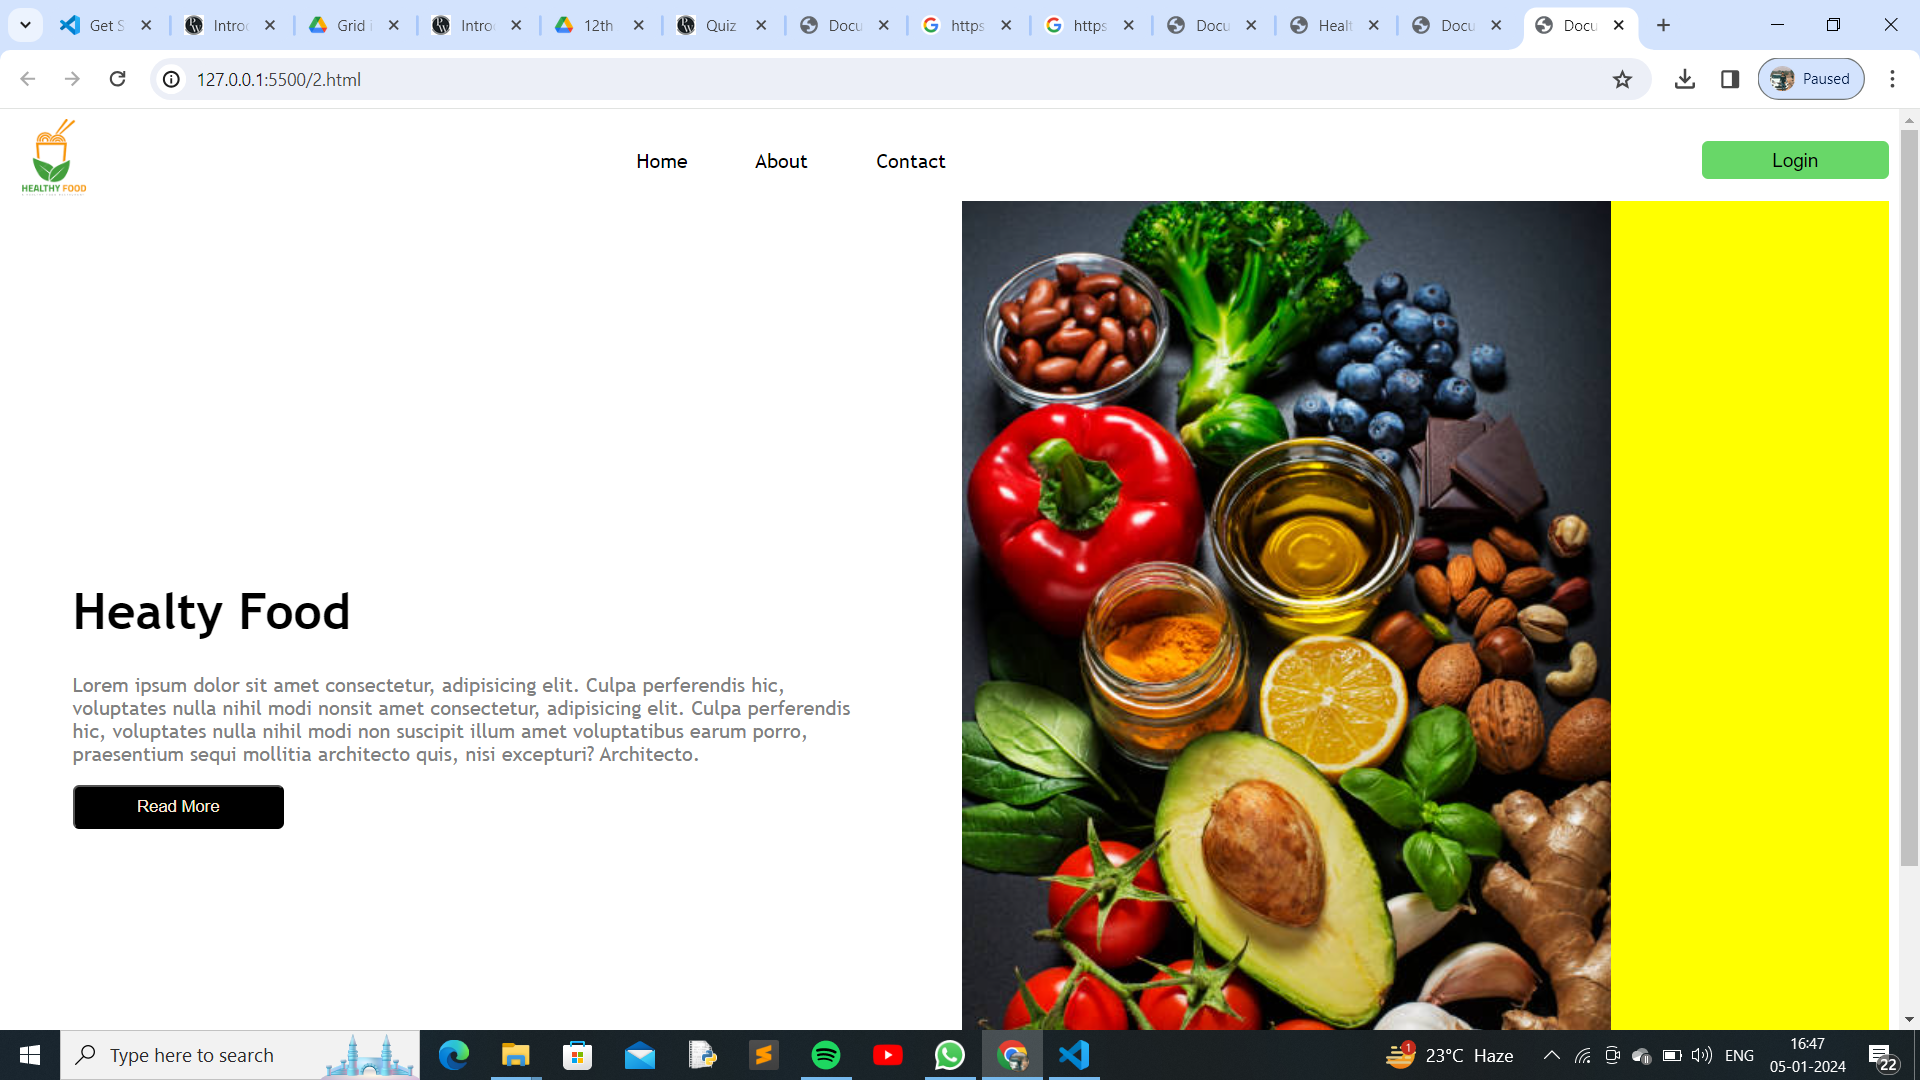 Get S
Introd
Grid i
Introd
12th
Quiz
Docu
https
https
Docu
Healt
Docu
Docu
127.0.0.1:5500/2.html
Paused
HEALTHY FOOD
Home
About
Contact
Login
Healty Food
Lorem ipsum dolor sit amet consectetur, adipisicing elit. Culpa perferendis hic,
voluptates nulla nihil modi nonsit amet consectetur, adipisicing elit. Culpa perferendis
hic, voluptates nulla nihil modi non suscipit illum amet voluptatibus earum porro,
praesentium sequi mollitia architecto quis, nisi excepturi? Architecto.
Read More
Type here to search
1
23°C Haze
ENG
16:47
05-01-2024
22